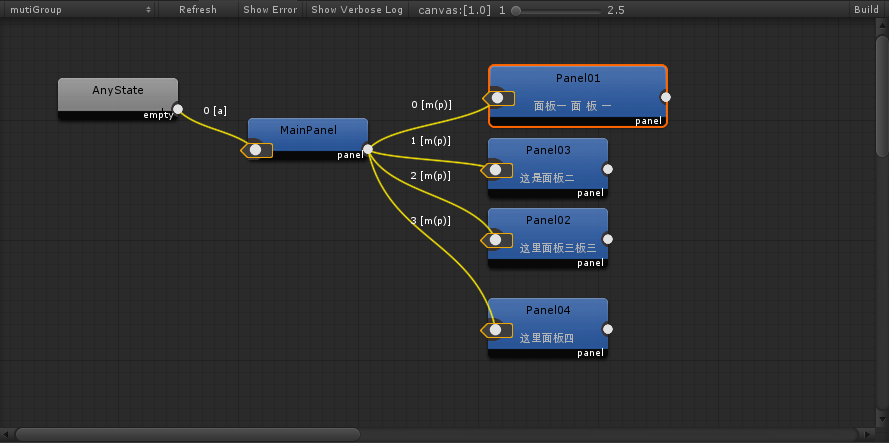 mutiGroup Refresh Show Error Show Verbose Log canvas:[1.0] 1 2.5 Build
AnyState
empty
0 [a]
MainPanel
panel
0 [m(p)]
1 [m(p)]
2 [m(p)]
3 [m(p)]
Panel01
面板一 面 板 一
panel
Panel03
这是面板二
panel
Panel02
这里面板三板三
panel
Panel04
这里面板四
panel